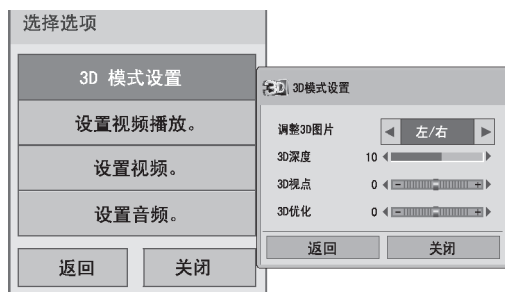 选择选项
3D 模式设置
设置视频播放。
设置视频。
设置音频。
返回 关闭
3D 3D模式设置
调整3D图片 左/右
3D深度 10
3D视点 0
3D优化 0
返回 关闭